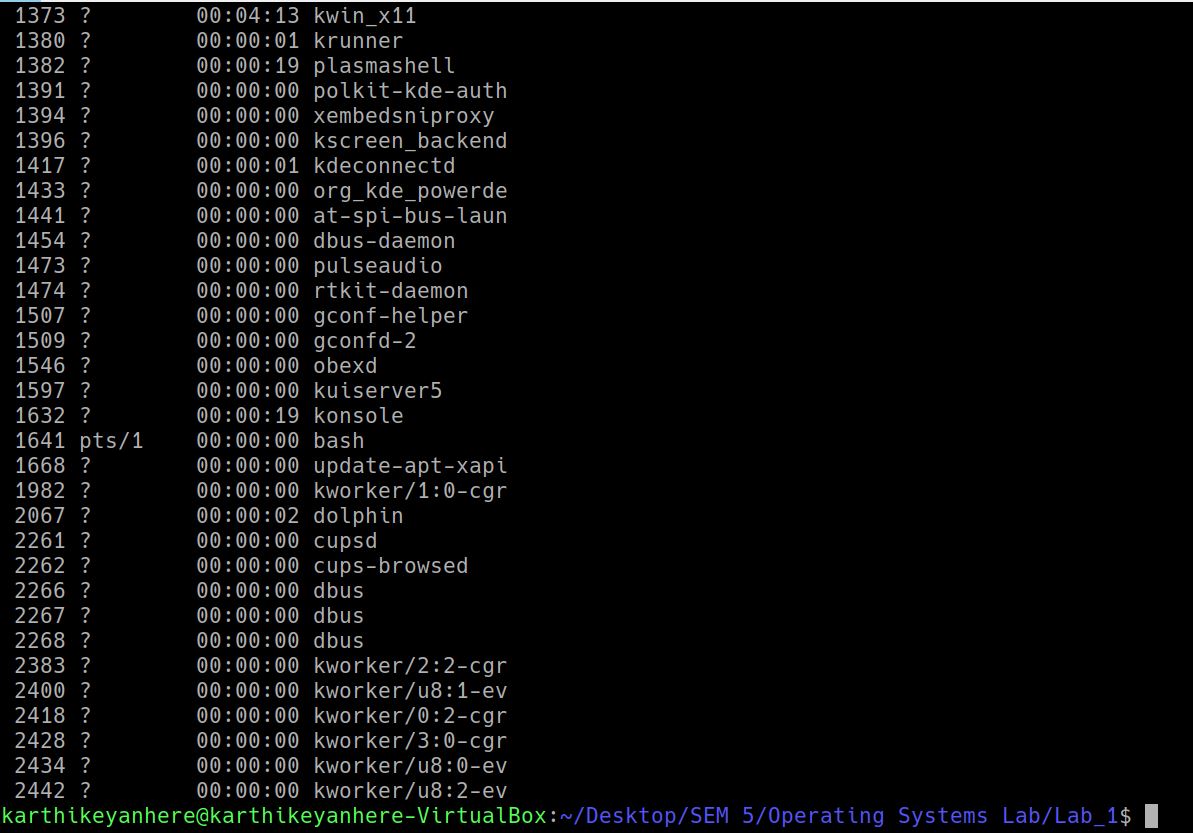 1373 ?        00:04:13 kwin_x11
1380 ?        00:00:01 krunner
1382 ?        00:00:19 plasmashell
1391 ?        00:00:00 polkit-kde-auth
1394 ?        00:00:00 xembedsniproxy
1396 ?        00:00:00 kscreen_backend
1417 ?        00:00:01 kdeconnectd
1433 ?        00:00:00 org_kde_powerde
1441 ?        00:00:00 at-spi-bus-laun
1454 ?        00:00:00 dbus-daemon
1473 ?        00:00:00 pulseaudio
1474 ?        00:00:00 rtkit-daemon
1507 ?        00:00:00 gconf-helper
1509 ?        00:00:00 gconfd-2
1546 ?        00:00:00 obexd
1597 ?        00:00:00 kuiserver5
1632 ?        00:00:19 konsole
1641 pts/1    00:00:00 bash
1668 ?        00:00:00 update-apt-xapi
1982 ?        00:00:00 kworker/1:0-cgr
2067 ?        00:00:02 dolphin
2261 ?        00:00:00 cupsd
2262 ?        00:00:00 cups-browsed
2266 ?        00:00:00 dbus
2267 ?        00:00:00 dbus
2268 ?        00:00:00 dbus
2383 ?        00:00:00 kworker/2:2-cgr
2400 ?        00:00:00 kworker/u8:1-ev
2418 ?        00:00:00 kworker/0:2-cgr
2428 ?        00:00:00 kworker/3:0-cgr
2434 ?        00:00:00 kworker/u8:0-ev
2442 ?        00:00:00 kworker/u8:2-ev
karthikeyanhere@karthikeyanhere-VirtualBox:~/Desktop/SEM 5/Operating Systems Lab/Lab_1$